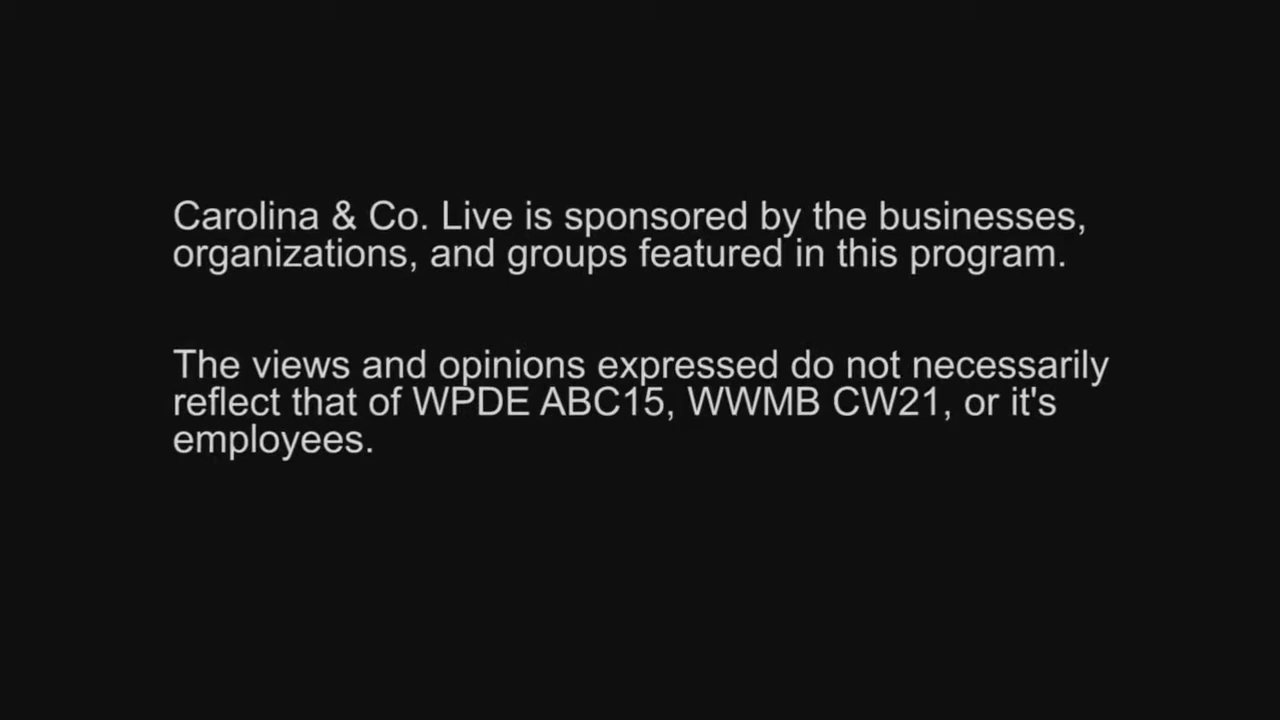 Carolina & Co. Live is sponsored by the businesses,
organizations, and groups featured in this program.
The views and opinions expressed do not necessarily
reflect that of WPDE ABC15, WWMB CW21, or it's
employees.